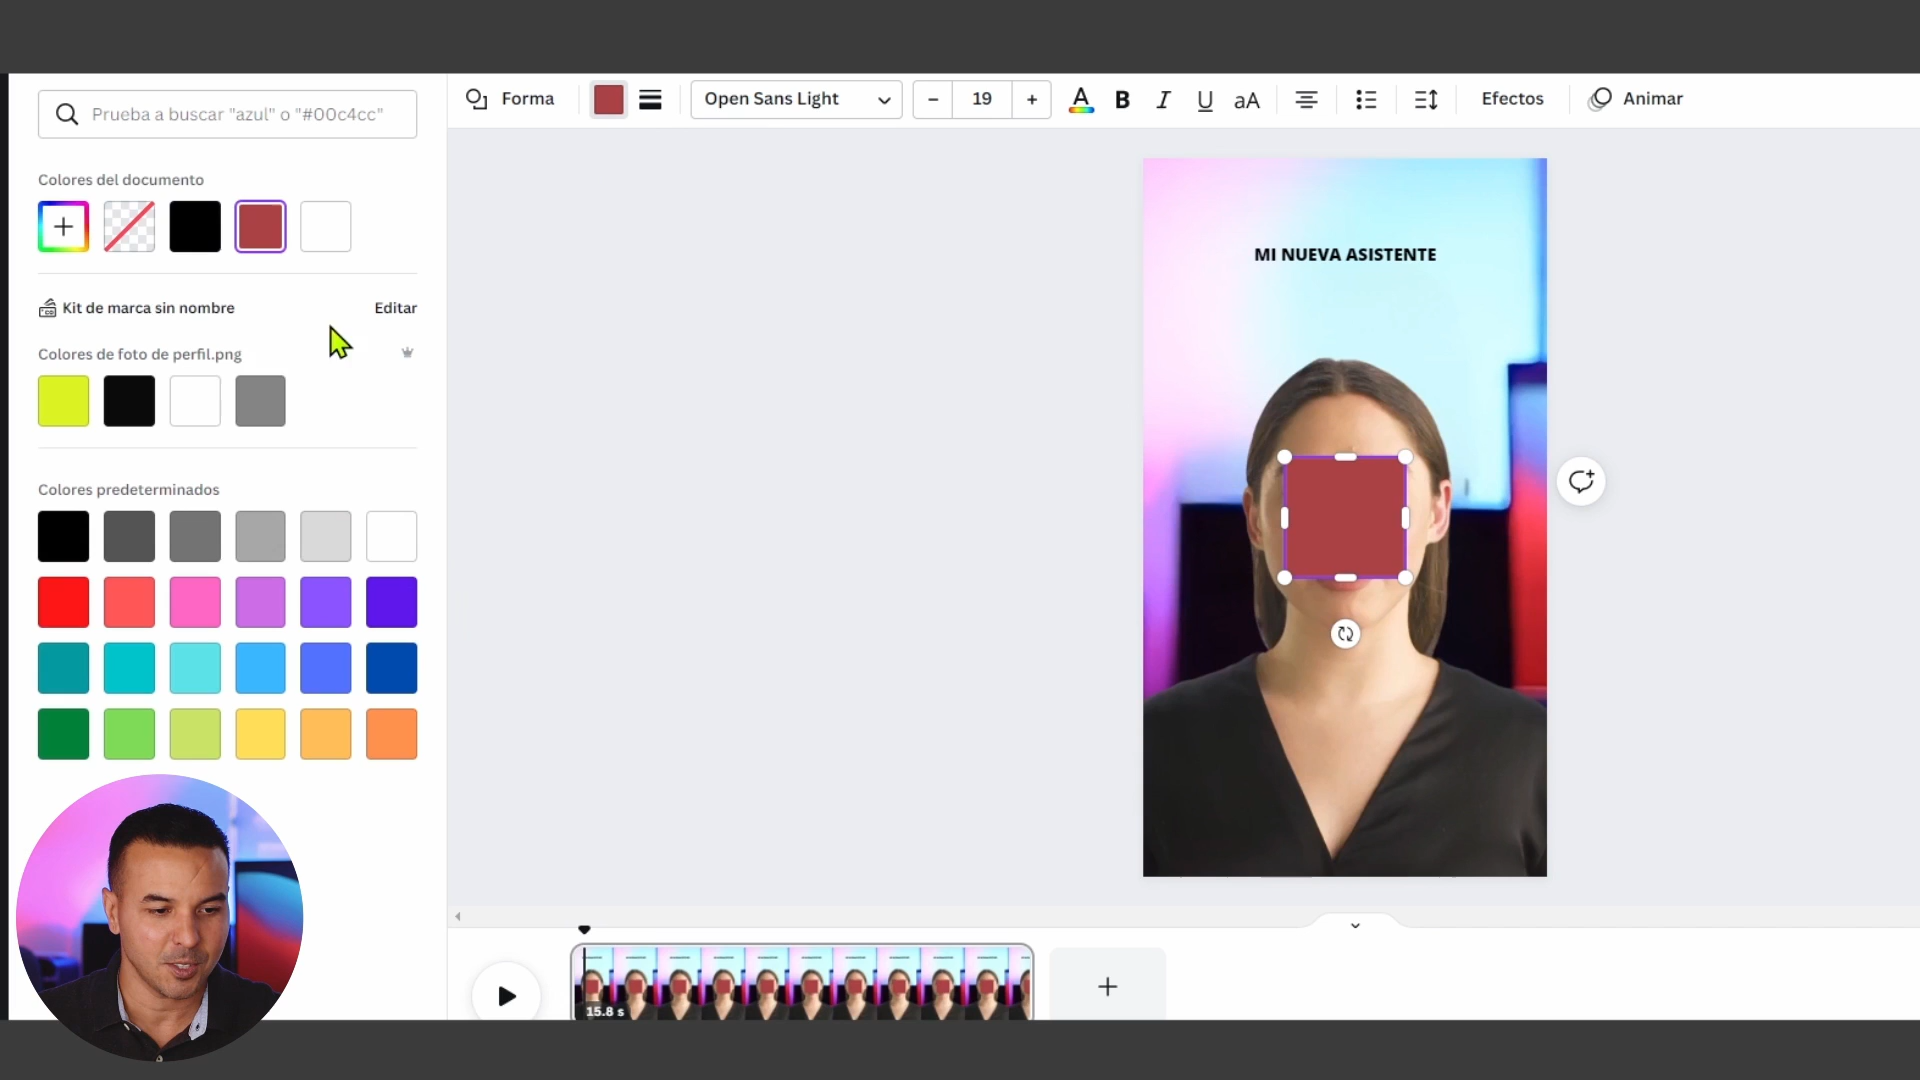 Prueba a buscar "azul" o "#00c4cc"
Forma
Open Sans Light
− 19 +
A B I U aA
Efectos
Animar
Colores del documento
Kit de marca sin nombre
Editar
Colores de foto de perfil.png
Colores predeterminados
MI NUEVA ASISTENTE
15.8 s